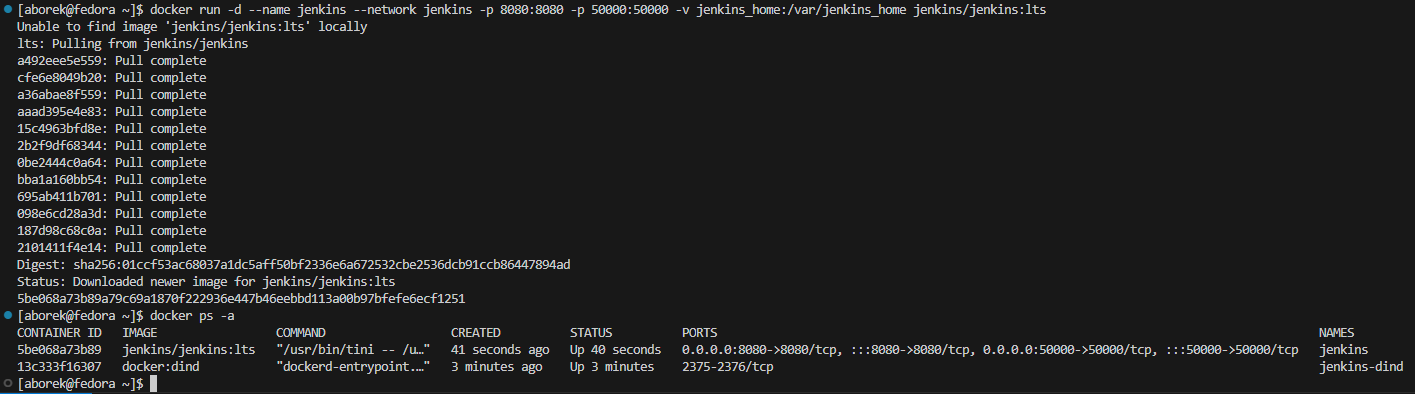 [aborek@fedora ~]$ docker run -d --name jenkins --network jenkins -p 8080:8080 -p 50000:50000 -v jenkins_home:/var/jenkins_home jenkins/jenkins:lts
Unable to find image 'jenkins/jenkins:lts' locally
lts: Pulling from jenkins/jenkins
a492eee5e559: Pull complete
cfe6e8049b20: Pull complete
a36abae8f559: Pull complete
aaad395e4e83: Pull complete
15c4963bfd8e: Pull complete
2b2f9df68344: Pull complete
0be2444c0a64: Pull complete
bba1a160bb54: Pull complete
695ab411b701: Pull complete
098e6cd28a3d: Pull complete
187d98c68c0a: Pull complete
2101411f4e14: Pull complete
Digest: sha256:01ccf53ac68037a1dc5aff50bf2336e6a672532cbe2536dcb91ccb86447894ad
Status: Downloaded newer image for jenkins/jenkins:lts
5be068a73b89a79c69a1870f222936e447b46eebbd113a00b97bfefe6ecf1251
[aborek@fedora ~]$ docker ps -a
CONTAINER ID   IMAGE                 COMMAND                  CREATED          STATUS          PORTS                                                                                      NAMES
5be068a73b89   jenkins/jenkins:lts   "/usr/bin/tini -- /u…"   41 seconds ago   Up 40 seconds   0.0.0.0:8080->8080/tcp, :::8080->8080/tcp, 0.0.0.0:50000->50000/tcp, :::50000->50000/tcp   jenkins
13c333f16307   docker:dind           "dockerd-entrypoint.…"   3 minutes ago    Up 3 minutes    2375-2376/tcp                                                                              jenkins-dind
[aborek@fedora ~]$